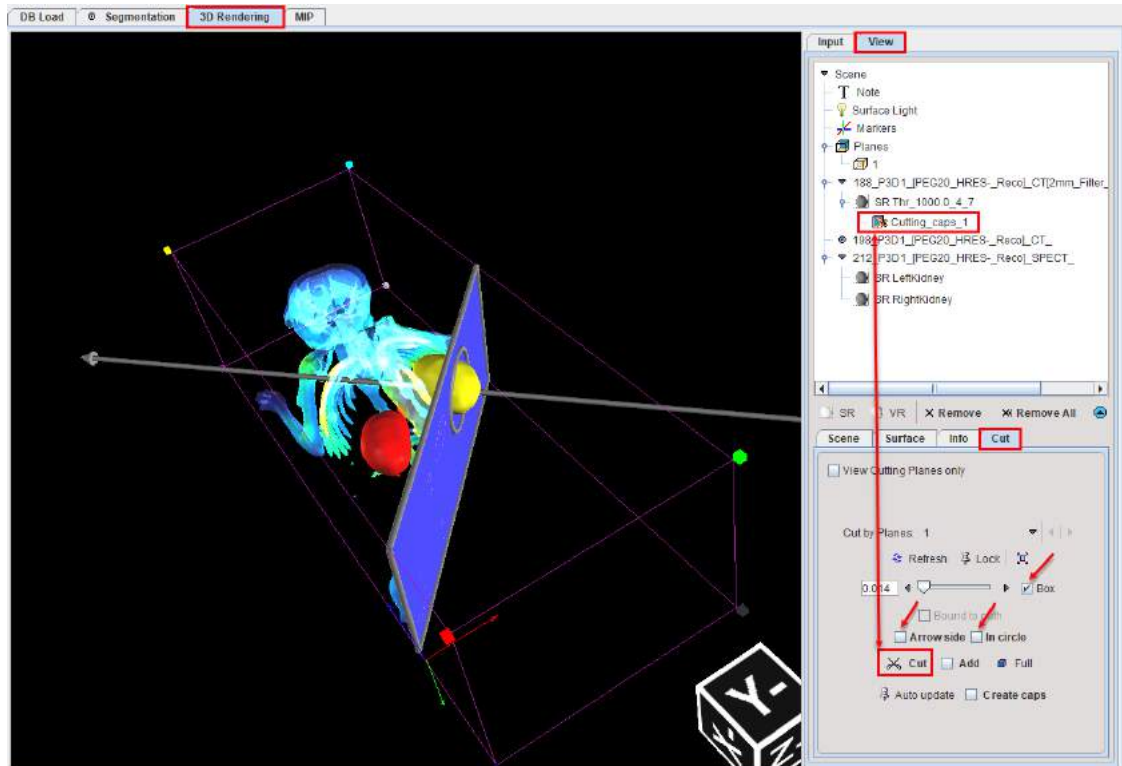 DB Load Segmentation 3D Rendering MIP
Input View
Scene
Note
Surface Light
Markers
Planes
1
188_P3D1_[PEG20_HRES-_Reco]_CT[2mm_Filter_
SR Thr_1000.0_4_7
Cutting_caps_1
198_P3D1_[PEG20_HRES-_Reco]_CT_
212_P3D1_[PEG20_HRES-_Reco]_SPECT_
SR LeftKidney
SR RightKidney
SR VR Remove Remove All
Scene Surface Info Cut
View Cutting Planes only
Cut by Planes: 1
Refresh Lock
0.014 Box
Bound to path
Arrow side In circle
Cut Add Full
Auto update Create caps
Y-
X-
Z-